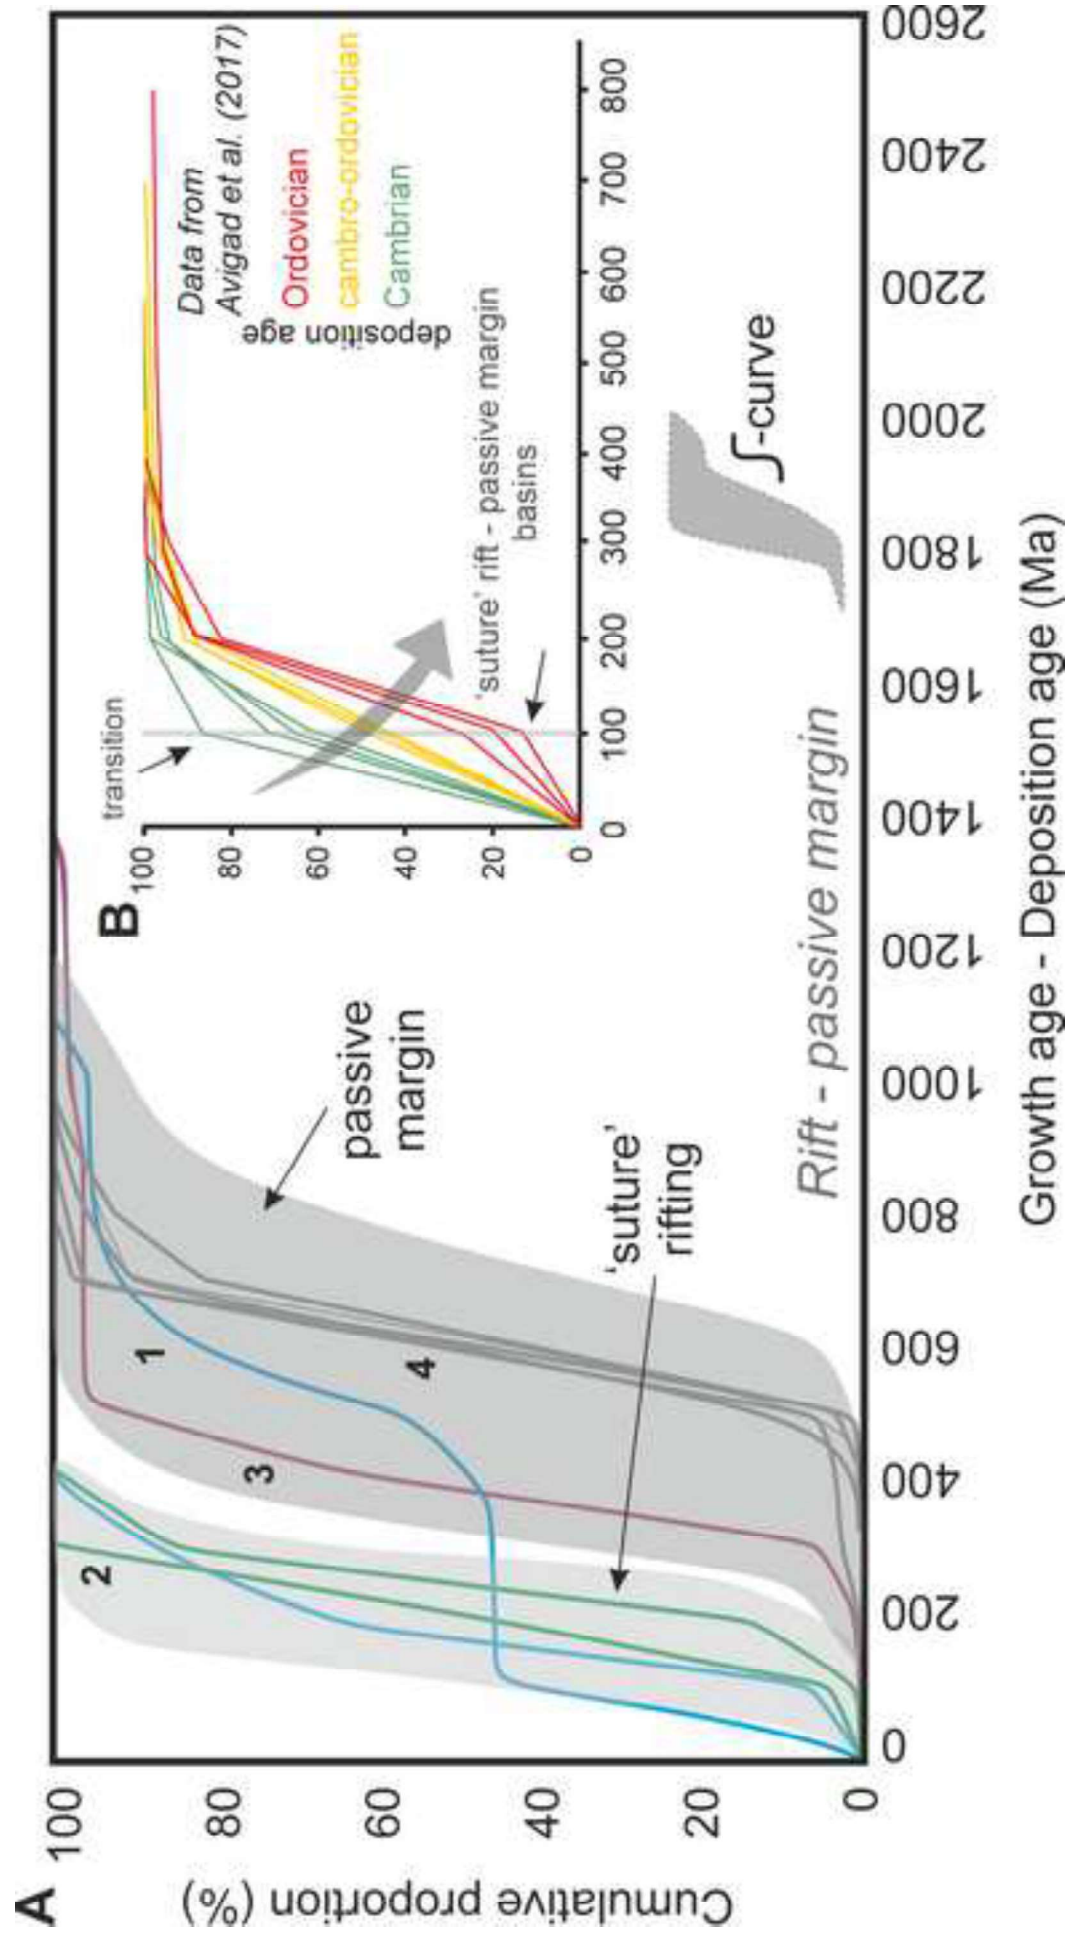 A
Cumulative proportion (%)
100
80
60
40
20
0
0
200
400
600
800
1000
1200
1400
1600
1800
2000
2200
2400
2600
Growth age - Deposition age (Ma)
1
2
3
4
passive
margin
'suture'
rifting
Rift - passive margin
∫-curve
B
100
80
60
40
20
0
0
100
200
300
400
500
600
700
800
transition
Data from
Avigad et al. (2017)
deposition age
Ordovician
cambro-ordovician
Cambrian
'suture' rift - passive margin
basins